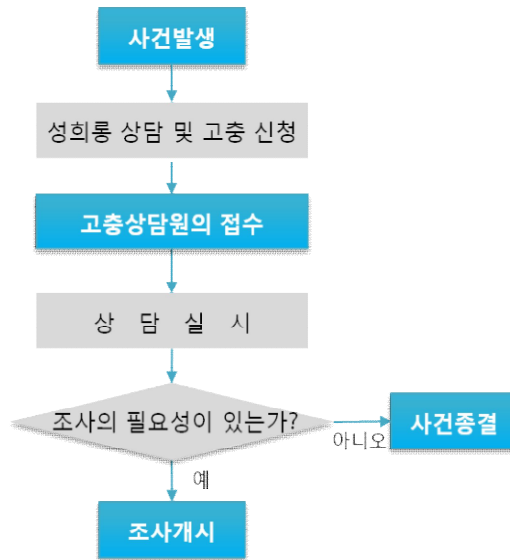 사건발생
성희롱 상담 및 고충 신청
고충상담원의 접수
상 담 실 시
조사의 필요성이 있는가?
사건종결
아니오
예
조사개시